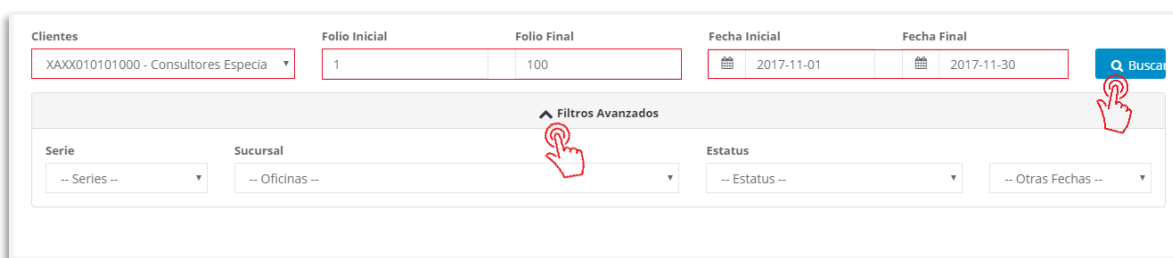 Clientes Folio Inicial Folio Final Fecha Inicial Fecha Final
XAXX010101000 - Consultores Especia 1 100 2017-11-01 2017-11-30 Buscar
Filtros Avanzados
Serie Sucursal Estatus
-- Series -- -- Oficinas -- -- Estatus -- -- Otras Fechas --